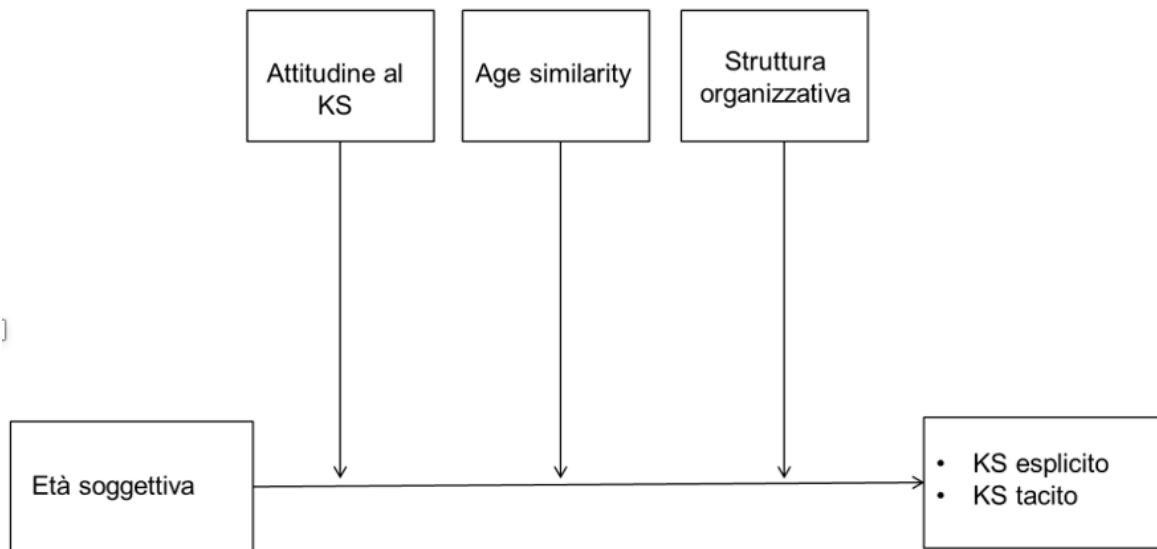 Attitudine al
KS
Age similarity
Struttura
organizzativa
Età soggettiva
• KS esplicito
• KS tacito